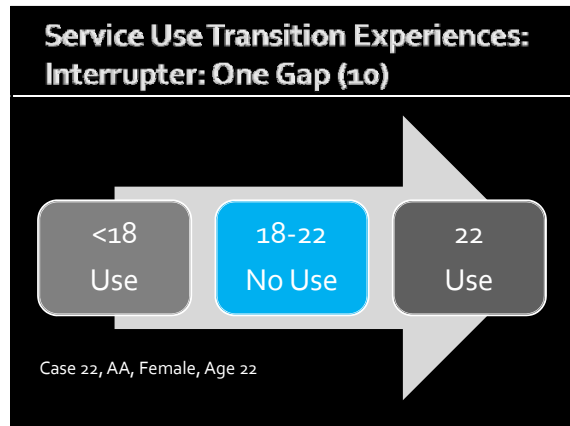 Service Use Transition Experiences:
Interrupter: One Gap (10)
<18
Use
18-22
No Use
22
Use
Case 22, AA, Female, Age 22